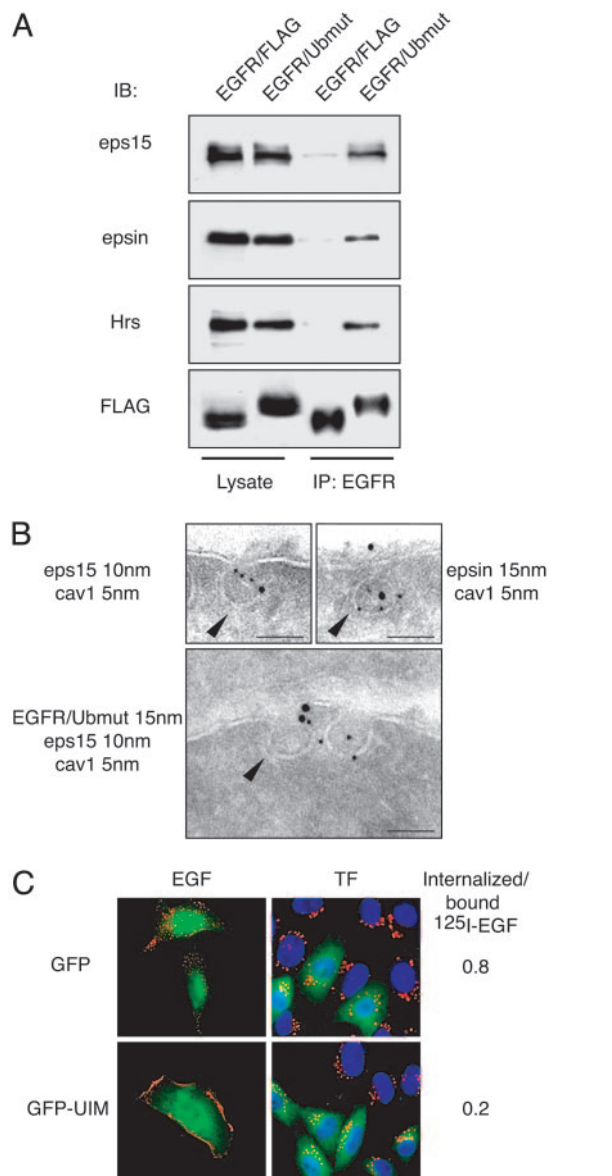 A
IB:
EGFR/FLAG
EGFR/Ubmut
EGFR/FLAG
EGFR/Ubmut
eps15
epsin
Hrs
FLAG
Lysate
IP: EGFR
B
eps15 10nm
cav1 5nm
epsin 15nm
cav1 5nm
EGFR/Ubmut 15nm
eps15 10nm
cav1 5nm
C
EGF
TF
Internalized/
bound
125I-EGF
GFP
0.8
GFP-UIM
0.2